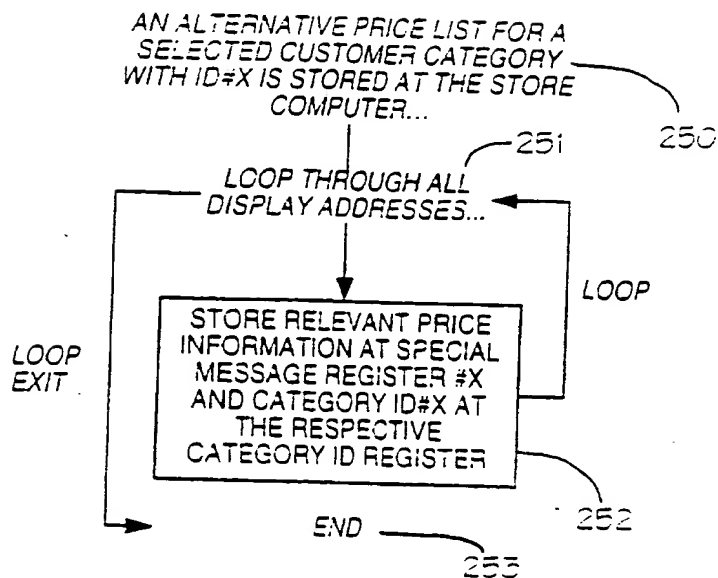 AN ALTERNATIVE PRICE LIST FOR A
SELECTED CUSTOMER CATEGORY
WITH ID#X IS STORED AT THE STORE
COMPUTER...
250
251
LOOP THROUGH ALL
DISPLAY ADDRESSES...
LOOP
STORE RELEVANT PRICE
INFORMATION AT SPECIAL
MESSAGE REGISTER #X
AND CATEGORY ID#X AT
THE RESPECTIVE
CATEGORY ID REGISTER
LOOP
EXIT
252
END
253